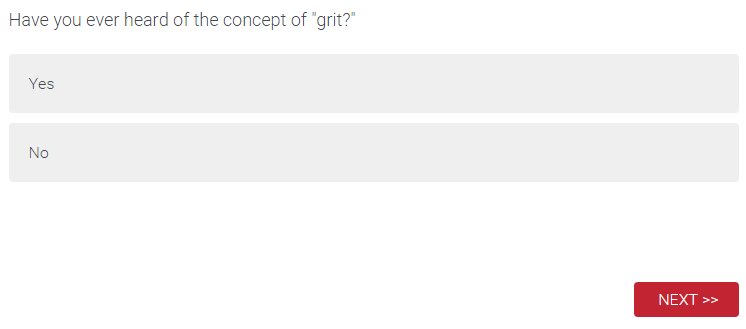 Have you ever heard of the concept of "grit?"
Yes
No
NEXT >>